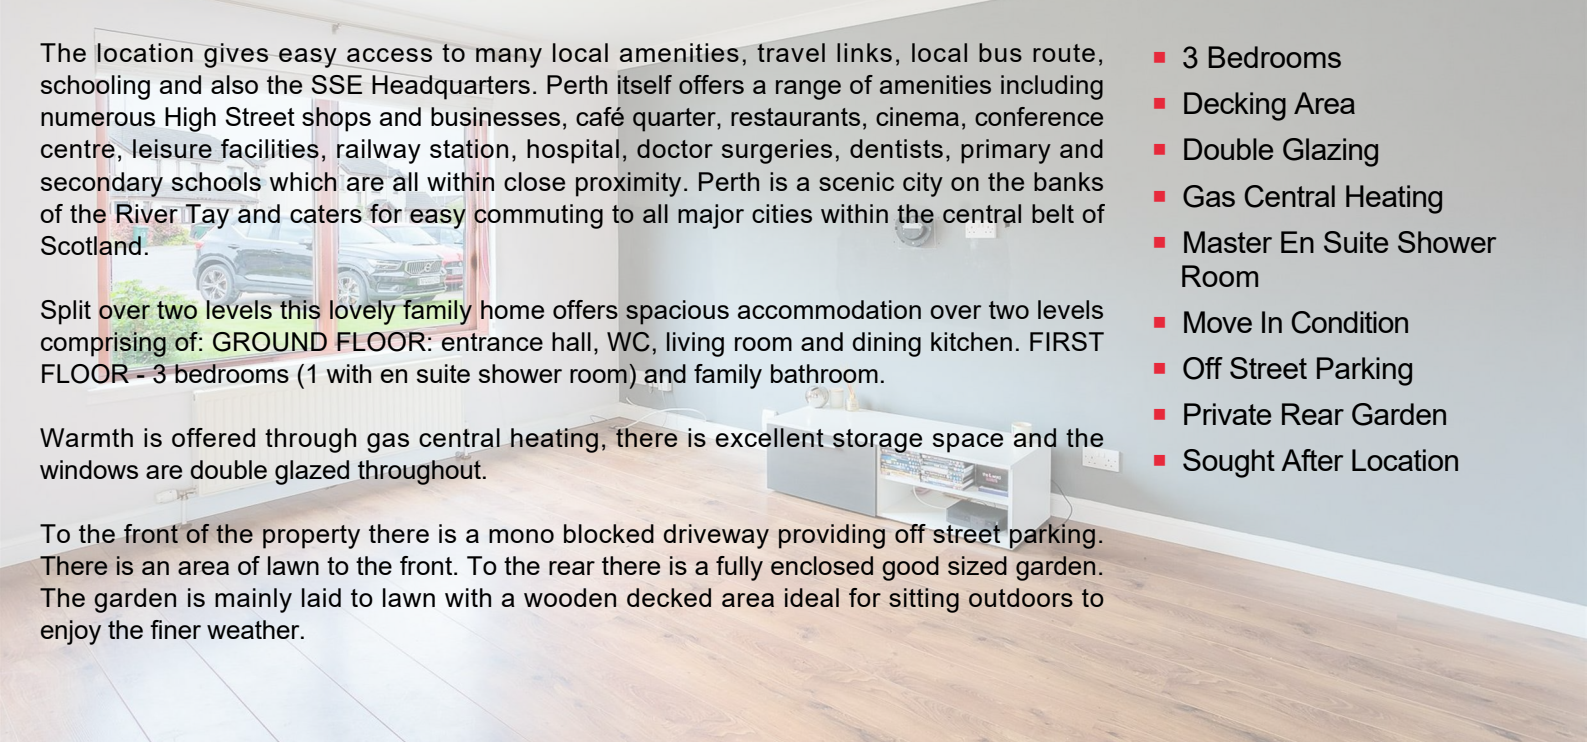 The location gives easy access to many local amenities, travel links, local bus route,
schooling and also the SSE Headquarters. Perth itself offers a range of amenities including
numerous High Street shops and businesses, café quarter, restaurants, cinema, conference
centre, leisure facilities, railway station, hospital, doctor surgeries, dentists, primary and
secondary schools which are all within close proximity. Perth is a scenic city on the banks
of the River Tay and caters for easy commuting to all major cities within the central belt of
Scotland.
Split over two levels this lovely family home offers spacious accommodation over two levels
comprising of: GROUND FLOOR: entrance hall, WC, living room and dining kitchen. FIRST
FLOOR - 3 bedrooms (1 with en suite shower room) and family bathroom.
Warmth is offered through gas central heating, there is excellent storage space and the
windows are double glazed throughout.
To the front of the property there is a mono blocked driveway providing off street parking.
There is an area of lawn to the front. To the rear there is a fully enclosed good sized garden.
The garden is mainly laid to lawn with a wooden decked area ideal for sitting outdoors to
enjoy the finer weather.
3 Bedrooms
Decking Area
Double Glazing
Gas Central Heating
Master En Suite Shower
Room
Move In Condition
Off Street Parking
Private Rear Garden
Sought After Location